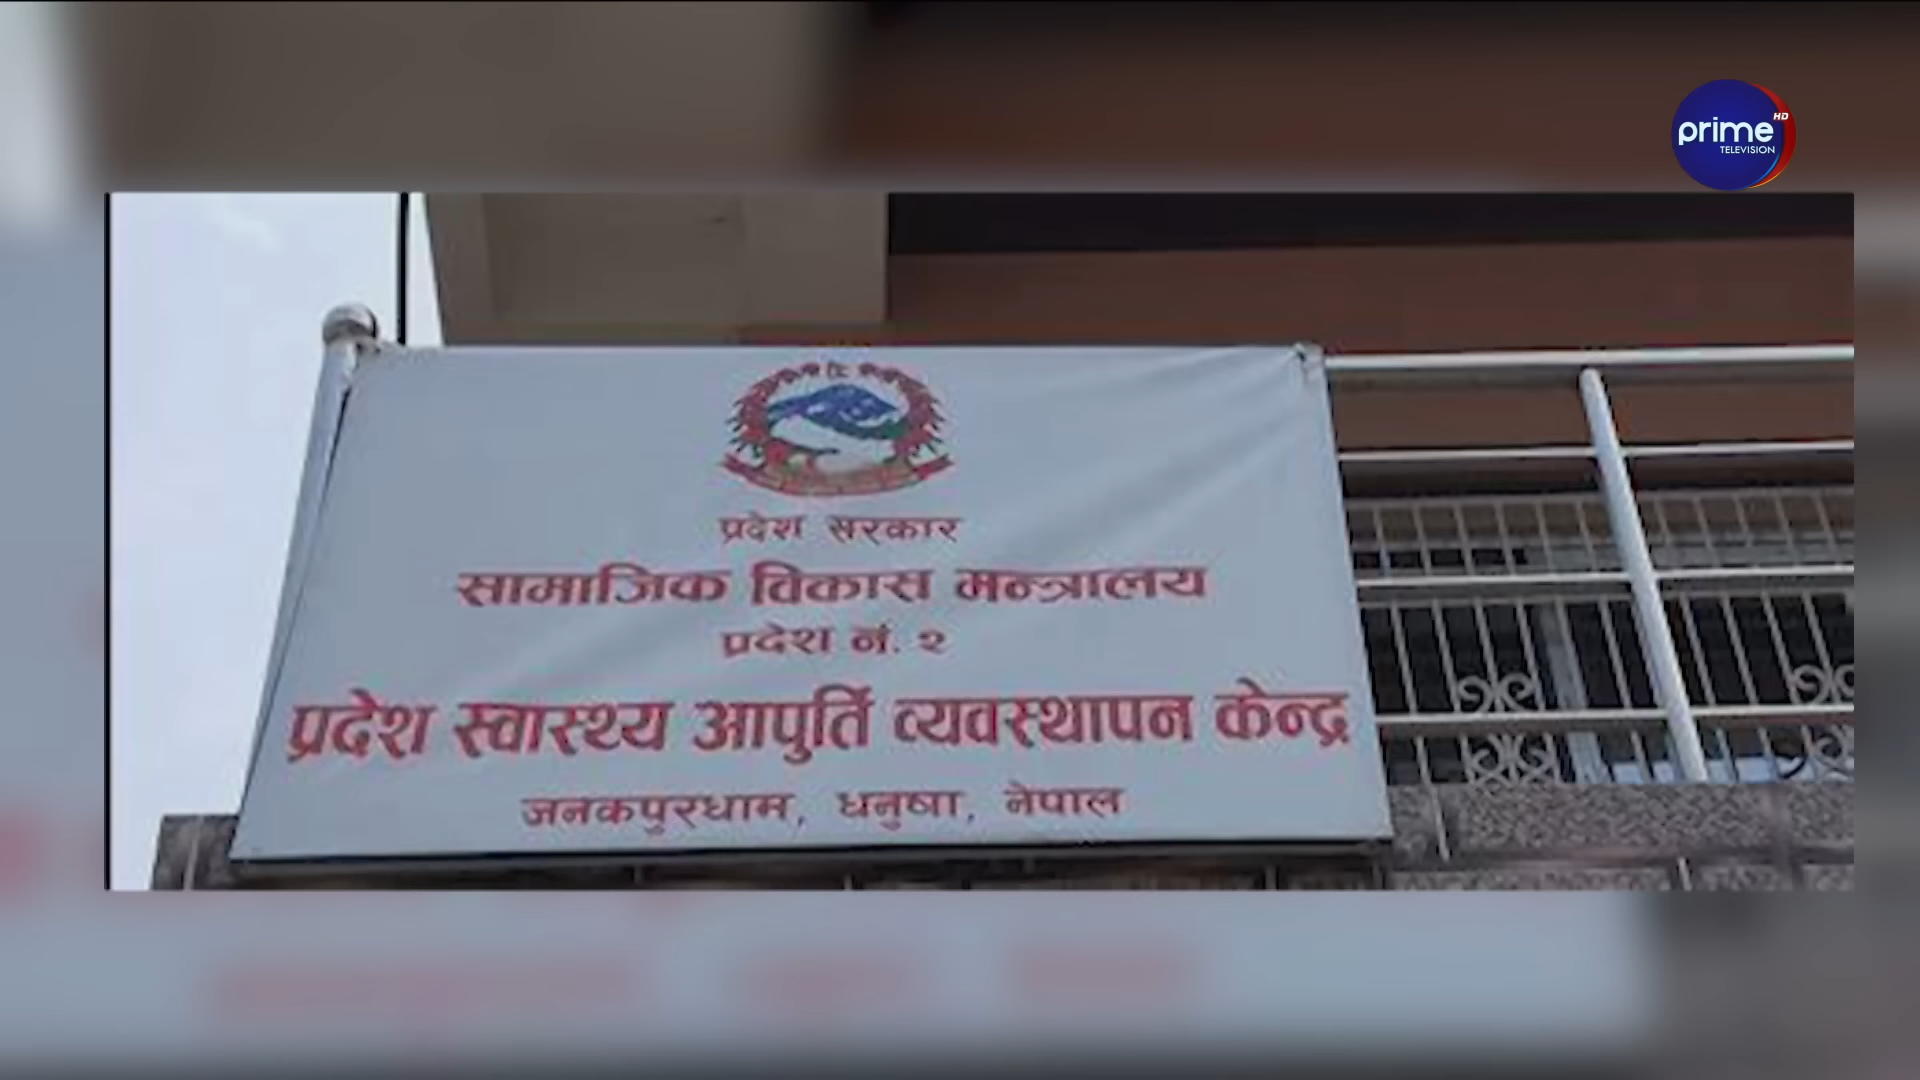 prime HD
TELEVISION
प्रदेश सरकार
सामाजिक विकास मन्त्रालय
प्रदेश नं. २
प्रदेश स्वास्थ्य आपुर्ति व्यवस्थापन केन्द्र
जनकपुरधाम, धनुषा, नेपाल